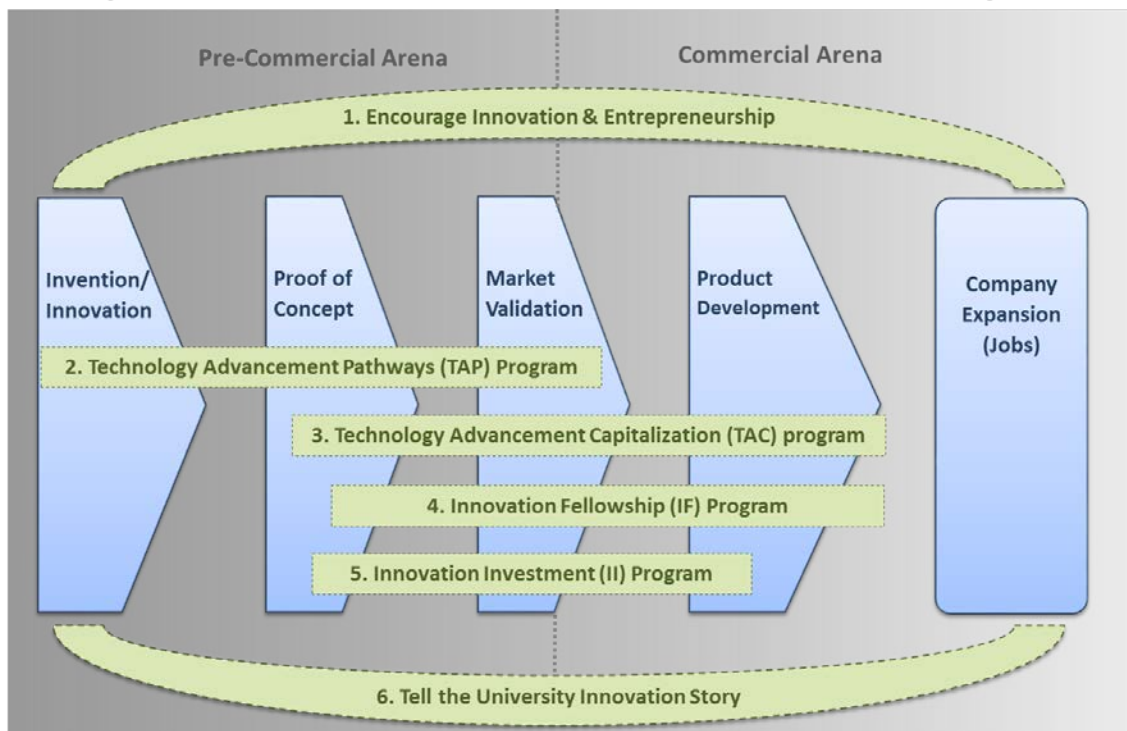 Pre-Commercial Arena
Commercial Arena
1. Encourage Innovation & Entrepreneurship
Invention/
Innovation
Proof of
Concept
Market
Validation
Product
Development
Company
Expansion
(Jobs)
2. Technology Advancement Pathways (TAP) Program
3. Technology Advancement Capitalization (TAC) program
4. Innovation Fellowship (IF) Program
5. Innovation Investment (II) Program
6. Tell the University Innovation Story